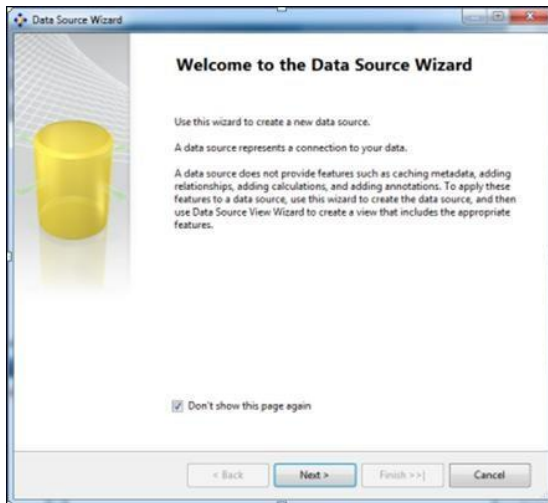 Data Source Wizard
Welcome to the Data Source Wizard
Use this wizard to create a new data source.
A data source represents a connection to your data.
A data source does not provide features such as caching metadata, adding
relationships, adding calculations, and adding annotations. To apply these
features to a data source, use this wizard to create the data source, and then
use Data Source View Wizard to create a view that includes the appropriate
features.
Don't show this page again
< Back
Next >
Finish >>|
Cancel